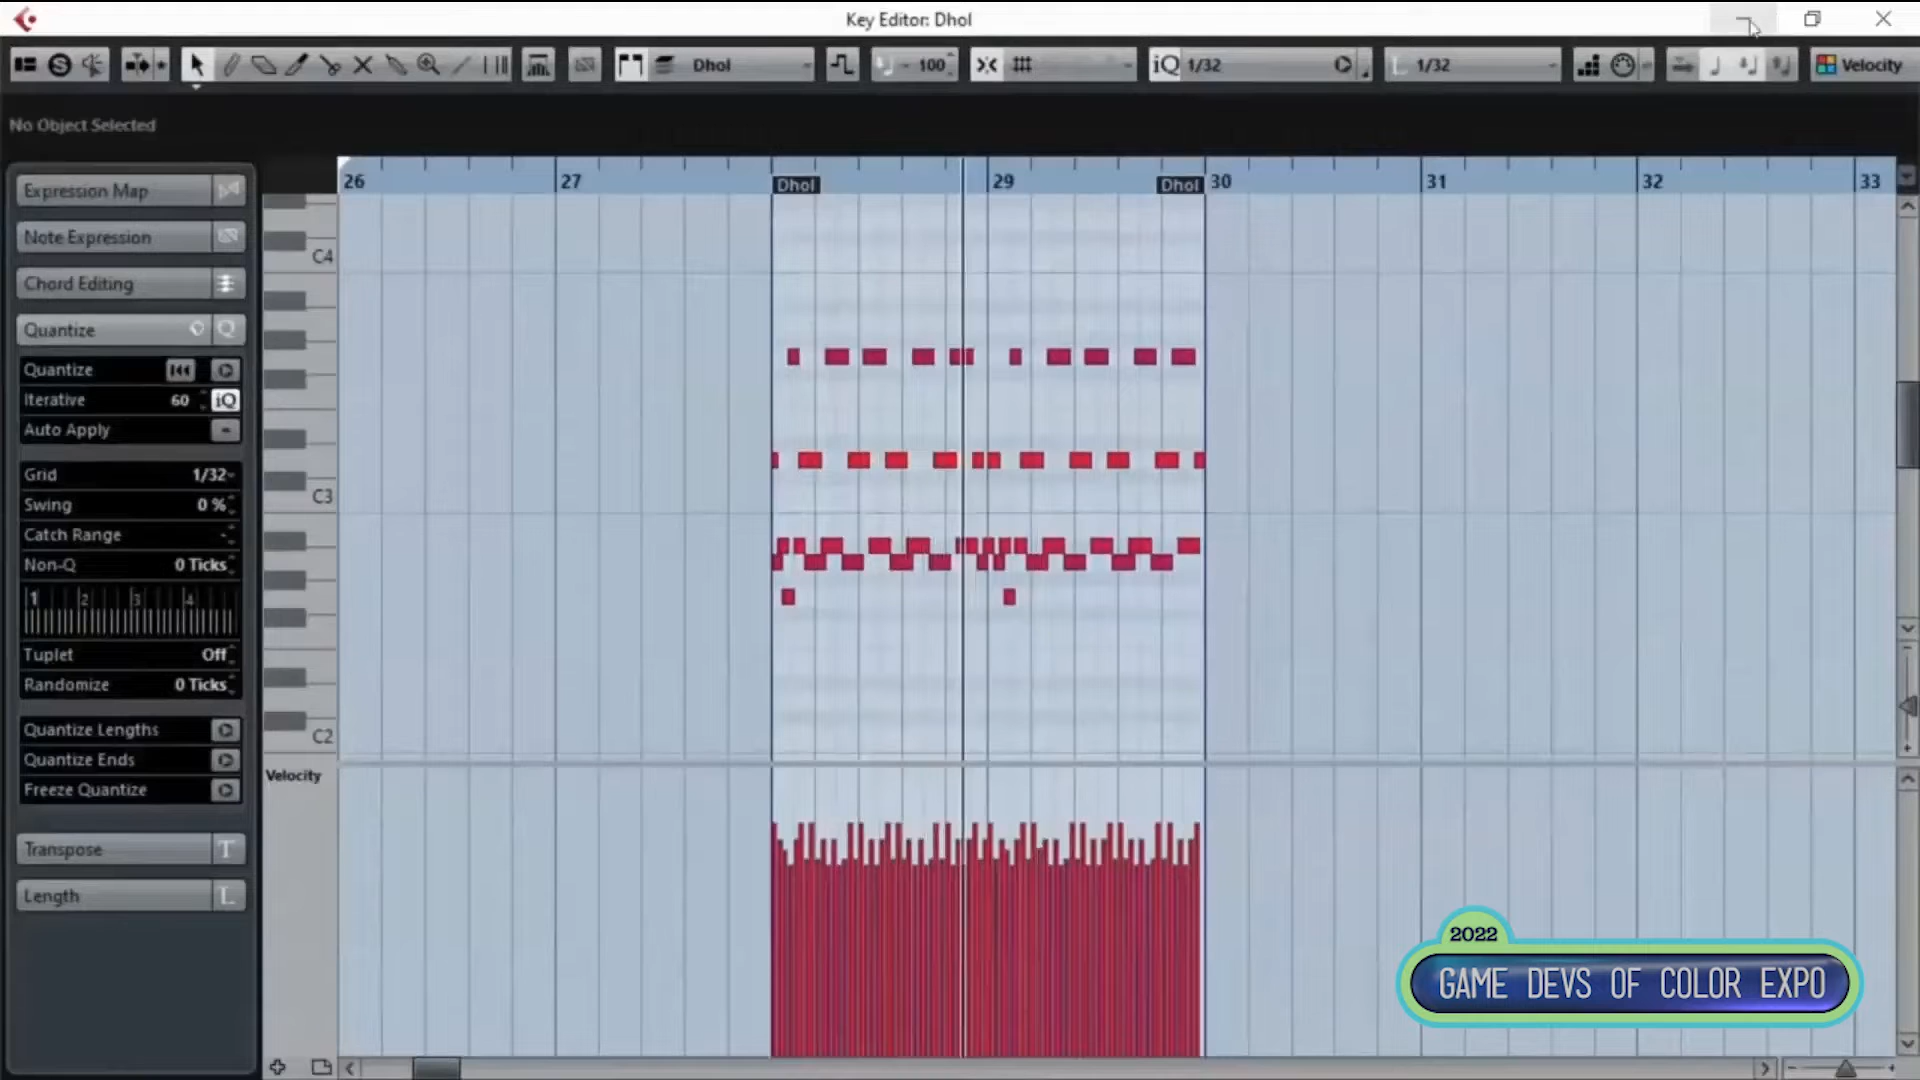 Key Editor: Dhol
Dhol
100
iQ 1/32
1/32
Velocity
No Object Selected
26
27
29
30
31
32
33
Dhol
Dhol
Expression Map
Note Expression
Chord Editing
Quantize
Q
Quantize
Iterative 60 iQ
Auto Apply
Grid 1/32
Swing 0 %
Catch Range -
Non-Q 0 Ticks
1 2 3 4
Tuplet Off
Randomize 0 Ticks
Quantize Lengths
Quantize Ends
Freeze Quantize
Transpose T
Length L
C4
C3
C2
Velocity
2022
GAME DEVS OF COLOR EXPO